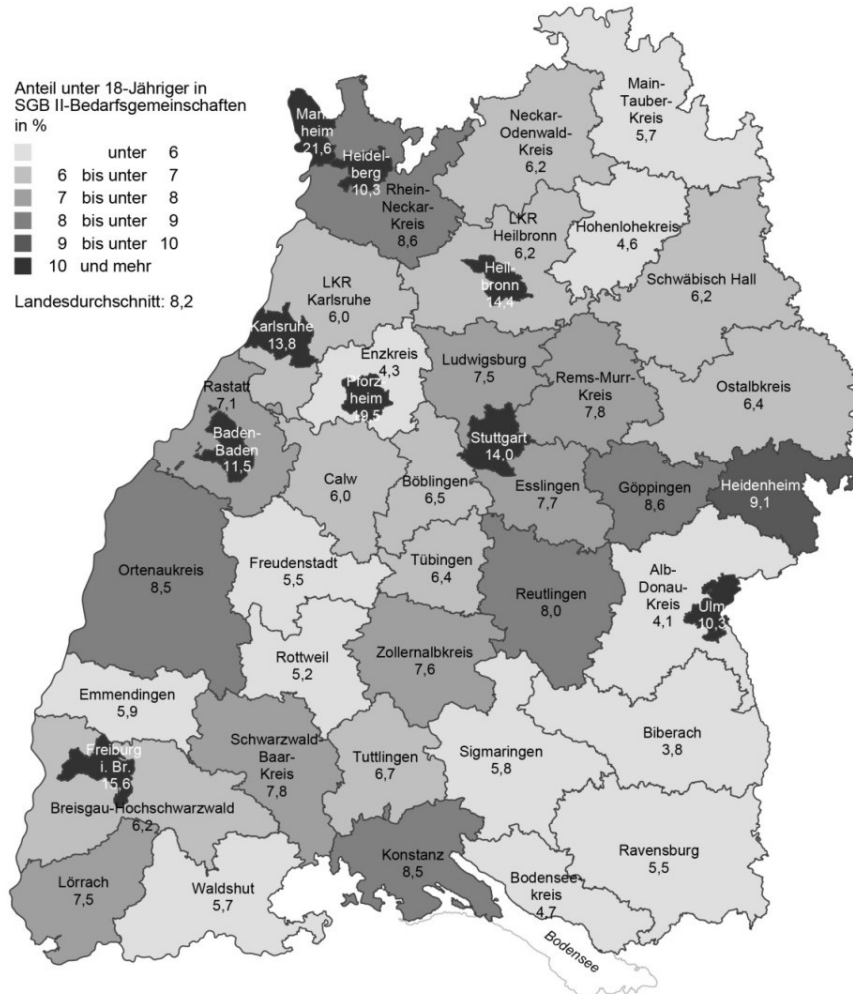 Anteil unter 18-Jähriger in
SGB II-Bedarfsgemeinschaften
in %
unter 6
6 bis unter 7
7 bis unter 8
8 bis unter 9
9 bis unter 10
10 und mehr
Landesdurchschnitt: 8,2
Main-
Tauber-
Kreis
5,7
Neckar-
Odenwald-
Kreis
6,2
Mann
heim
21,6
Heidel-
berg
10,3
Rhein-
Neckar-
Kreis
8,6
LKR
Heilbronn
6,2
Hohenlohekreis
4,6
Heil-
bronn
14,4
Schwäbisch Hall
6,2
LKR
Karlsruhe
6,0
Karlsruhe
13,8
Enzkreis
4,3
Pforz-
heim
19,5
Ludwigsburg
7,5
Rems-Murr-
Kreis
7,8
Ostalbkreis
6,4
Rastatt
7,1
Baden-
Baden
11,5
Stuttgart
14,0
Calw
6,0
Böblingen
6,5
Esslingen
7,7
Göppingen
8,6
Heidenheim
9,1
Ortenaukreis
8,5
Freudenstadt
5,5
Tübingen
6,4
Reutlingen
8,0
Alb-
Donau-
Kreis
4,1
Ulm
10,3
Rottweil
5,2
Zollernalbkreis
7,6
Emmendingen
5,9
Freiburg
i. Br.
15,6
Schwarzwald-
Baar-
Kreis
7,8
Tuttlingen
6,7
Sigmaringen
5,8
Biberach
3,8
Breisgau-Hochschwarzwald
6,2
Lörrach
7,5
Waldshut
5,7
Konstanz
8,5
Bodensee-
kreis
4,7
Ravensburg
5,5
Bodensee